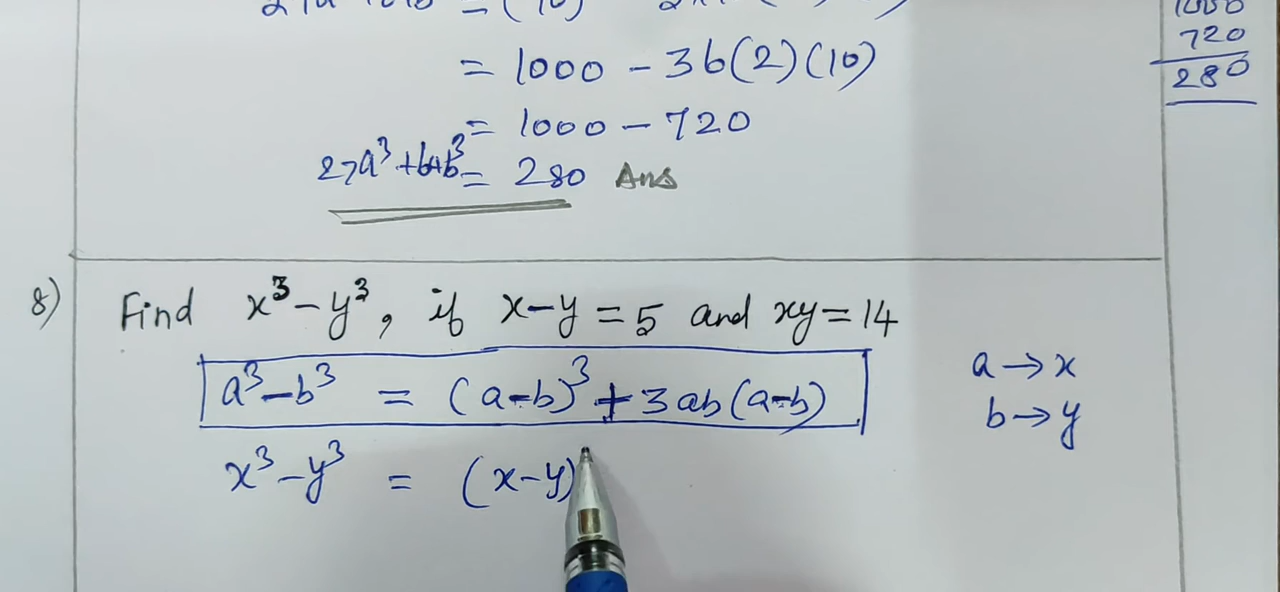 = 1000 - 36(2)(10)
= 1000 - 720
27a³ + 64b³ = 280 Ans
1000
720
280
8) Find x³-y³, if x-y = 5 and xy = 14
a³-b³ = (a-b)³ + 3ab(a-b)
a → x
b → y
x³-y³ = (x-y)